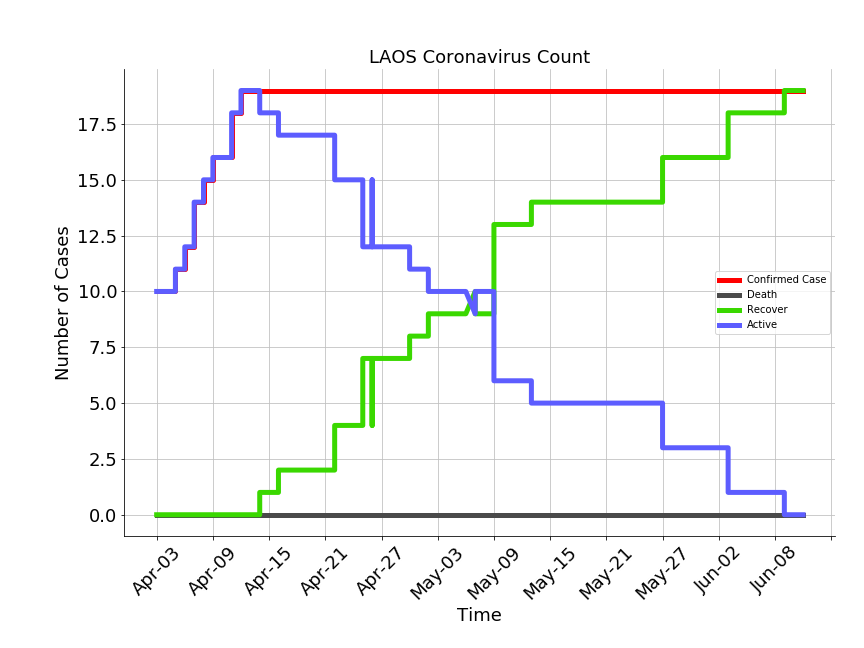 LAOS Coronavirus Count
Number of Cases
17.5
15.0
12.5
10.0
7.5
5.0
2.5
0.0
Confirmed Case
Death
Recover
Active
Apr-03
Apr-09
Apr-15
Apr-21
Apr-27
May-03
May-09
May-15
May-21
May-27
Jun-02
Jun-08
Time